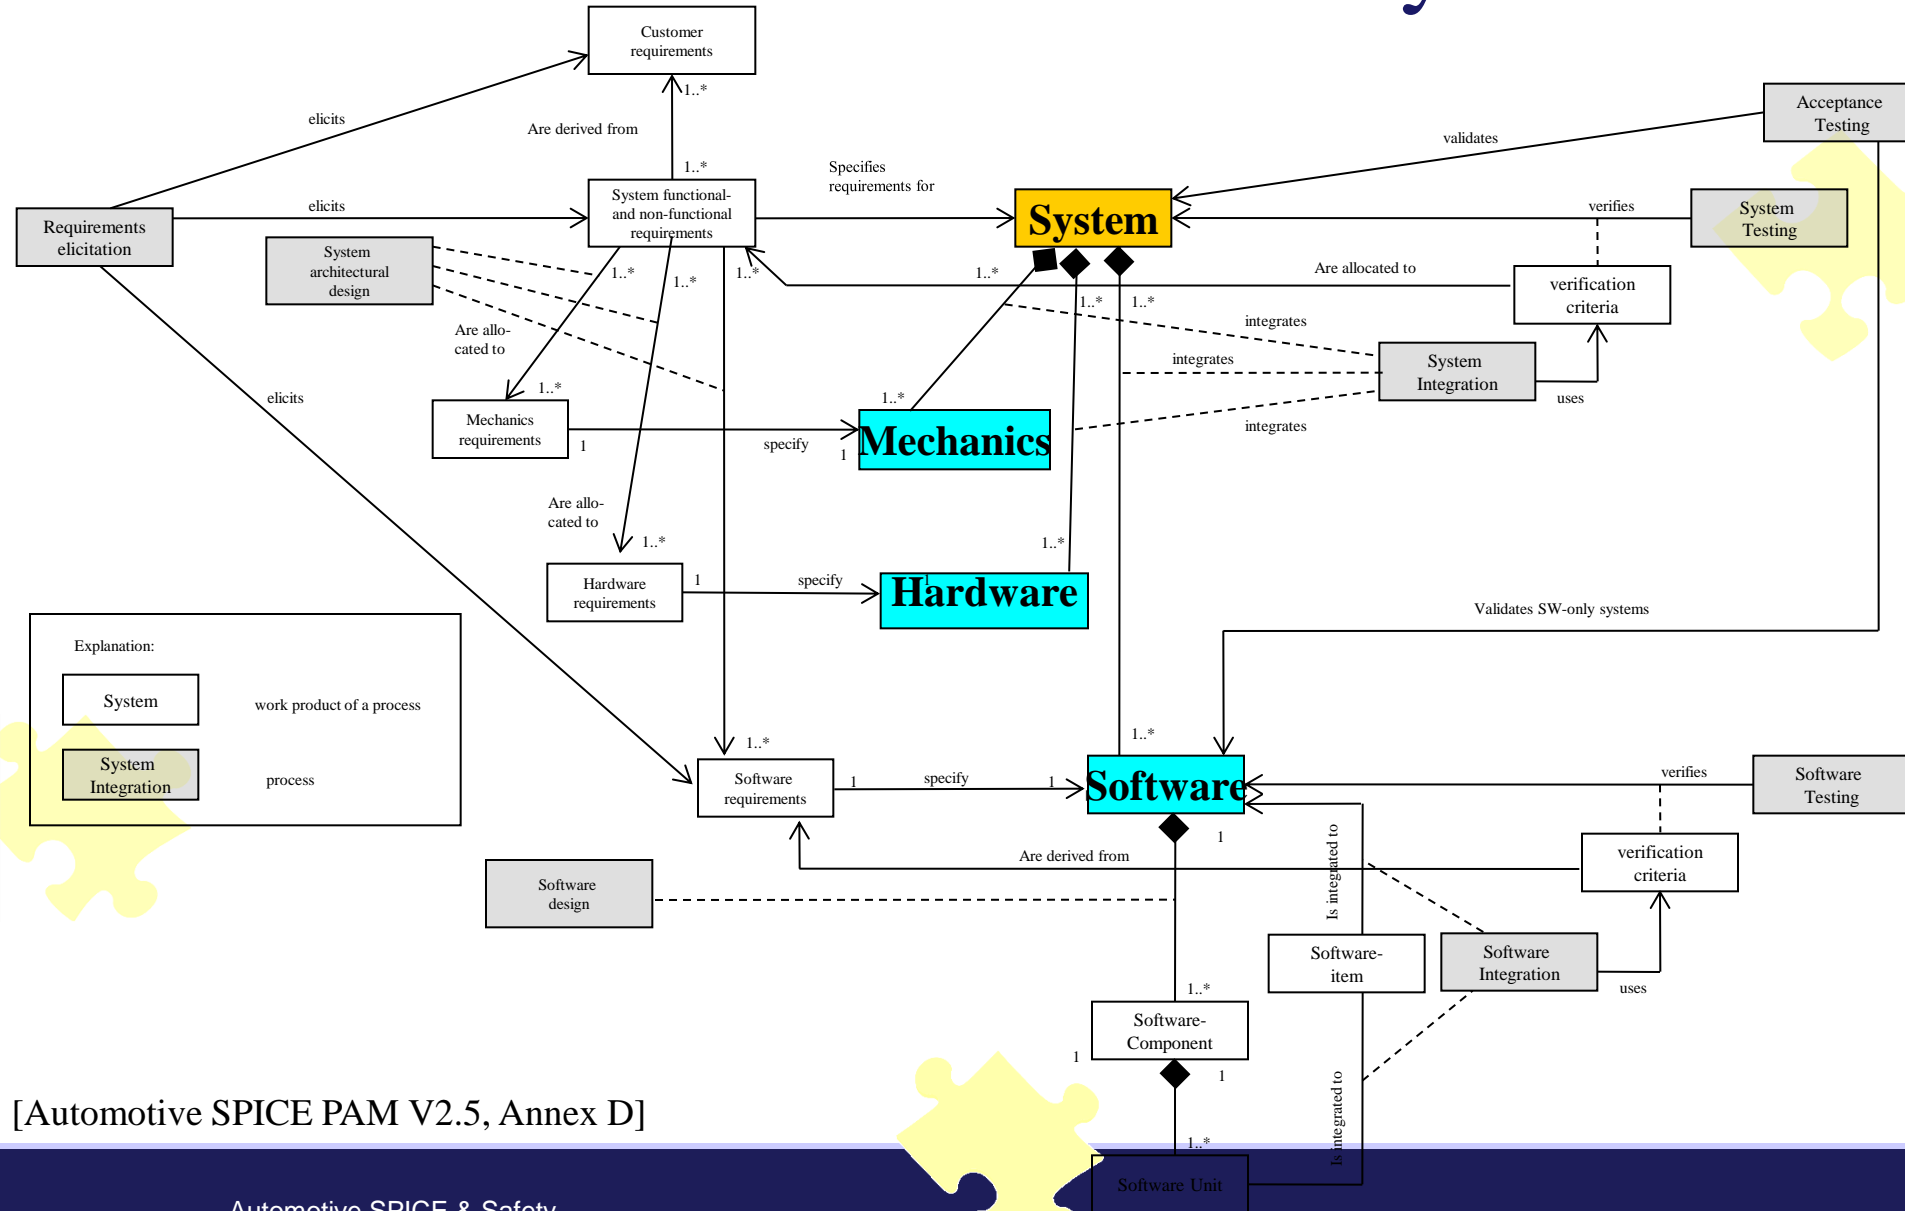 y
Customer
requirements
1..*
elicits
Are derived from
Acceptance
Testing
validates
1..*
Specifies
requirements for
System functional-
and non-functional
requirements
elicits
System
verifies
System
Testing
Requirements
elicitation
System
architectural
design
1..*
1..*
1..*
1..*
Are allocated to
verification
criteria
1..*
1..*
Are allo-
cated to
integrates
integrates
System
Integration
uses
integrates
1..*
1..*
elicits
Mechanics
requirements
1
specify
1
Mechanics
Are allo-
cated to
1..*
1..*
Hardware
requirements
1
specify
1
Hardware
Validates SW-only systems
Explanation:
System
work product of a process
System
Integration
process
1..*
1..*
Software
requirements
1
specify
1
Software
verifies
Software
Testing
1
Is integrated to
Are derived from
verification
criteria
Software
design
Software-
item
Software
Integration
uses
1..*
Software-
Component
1
1
Is integrated to
1..*
Software Unit
[Automotive SPICE PAM V2.5, Annex D]
Automotive SPICE & Safety